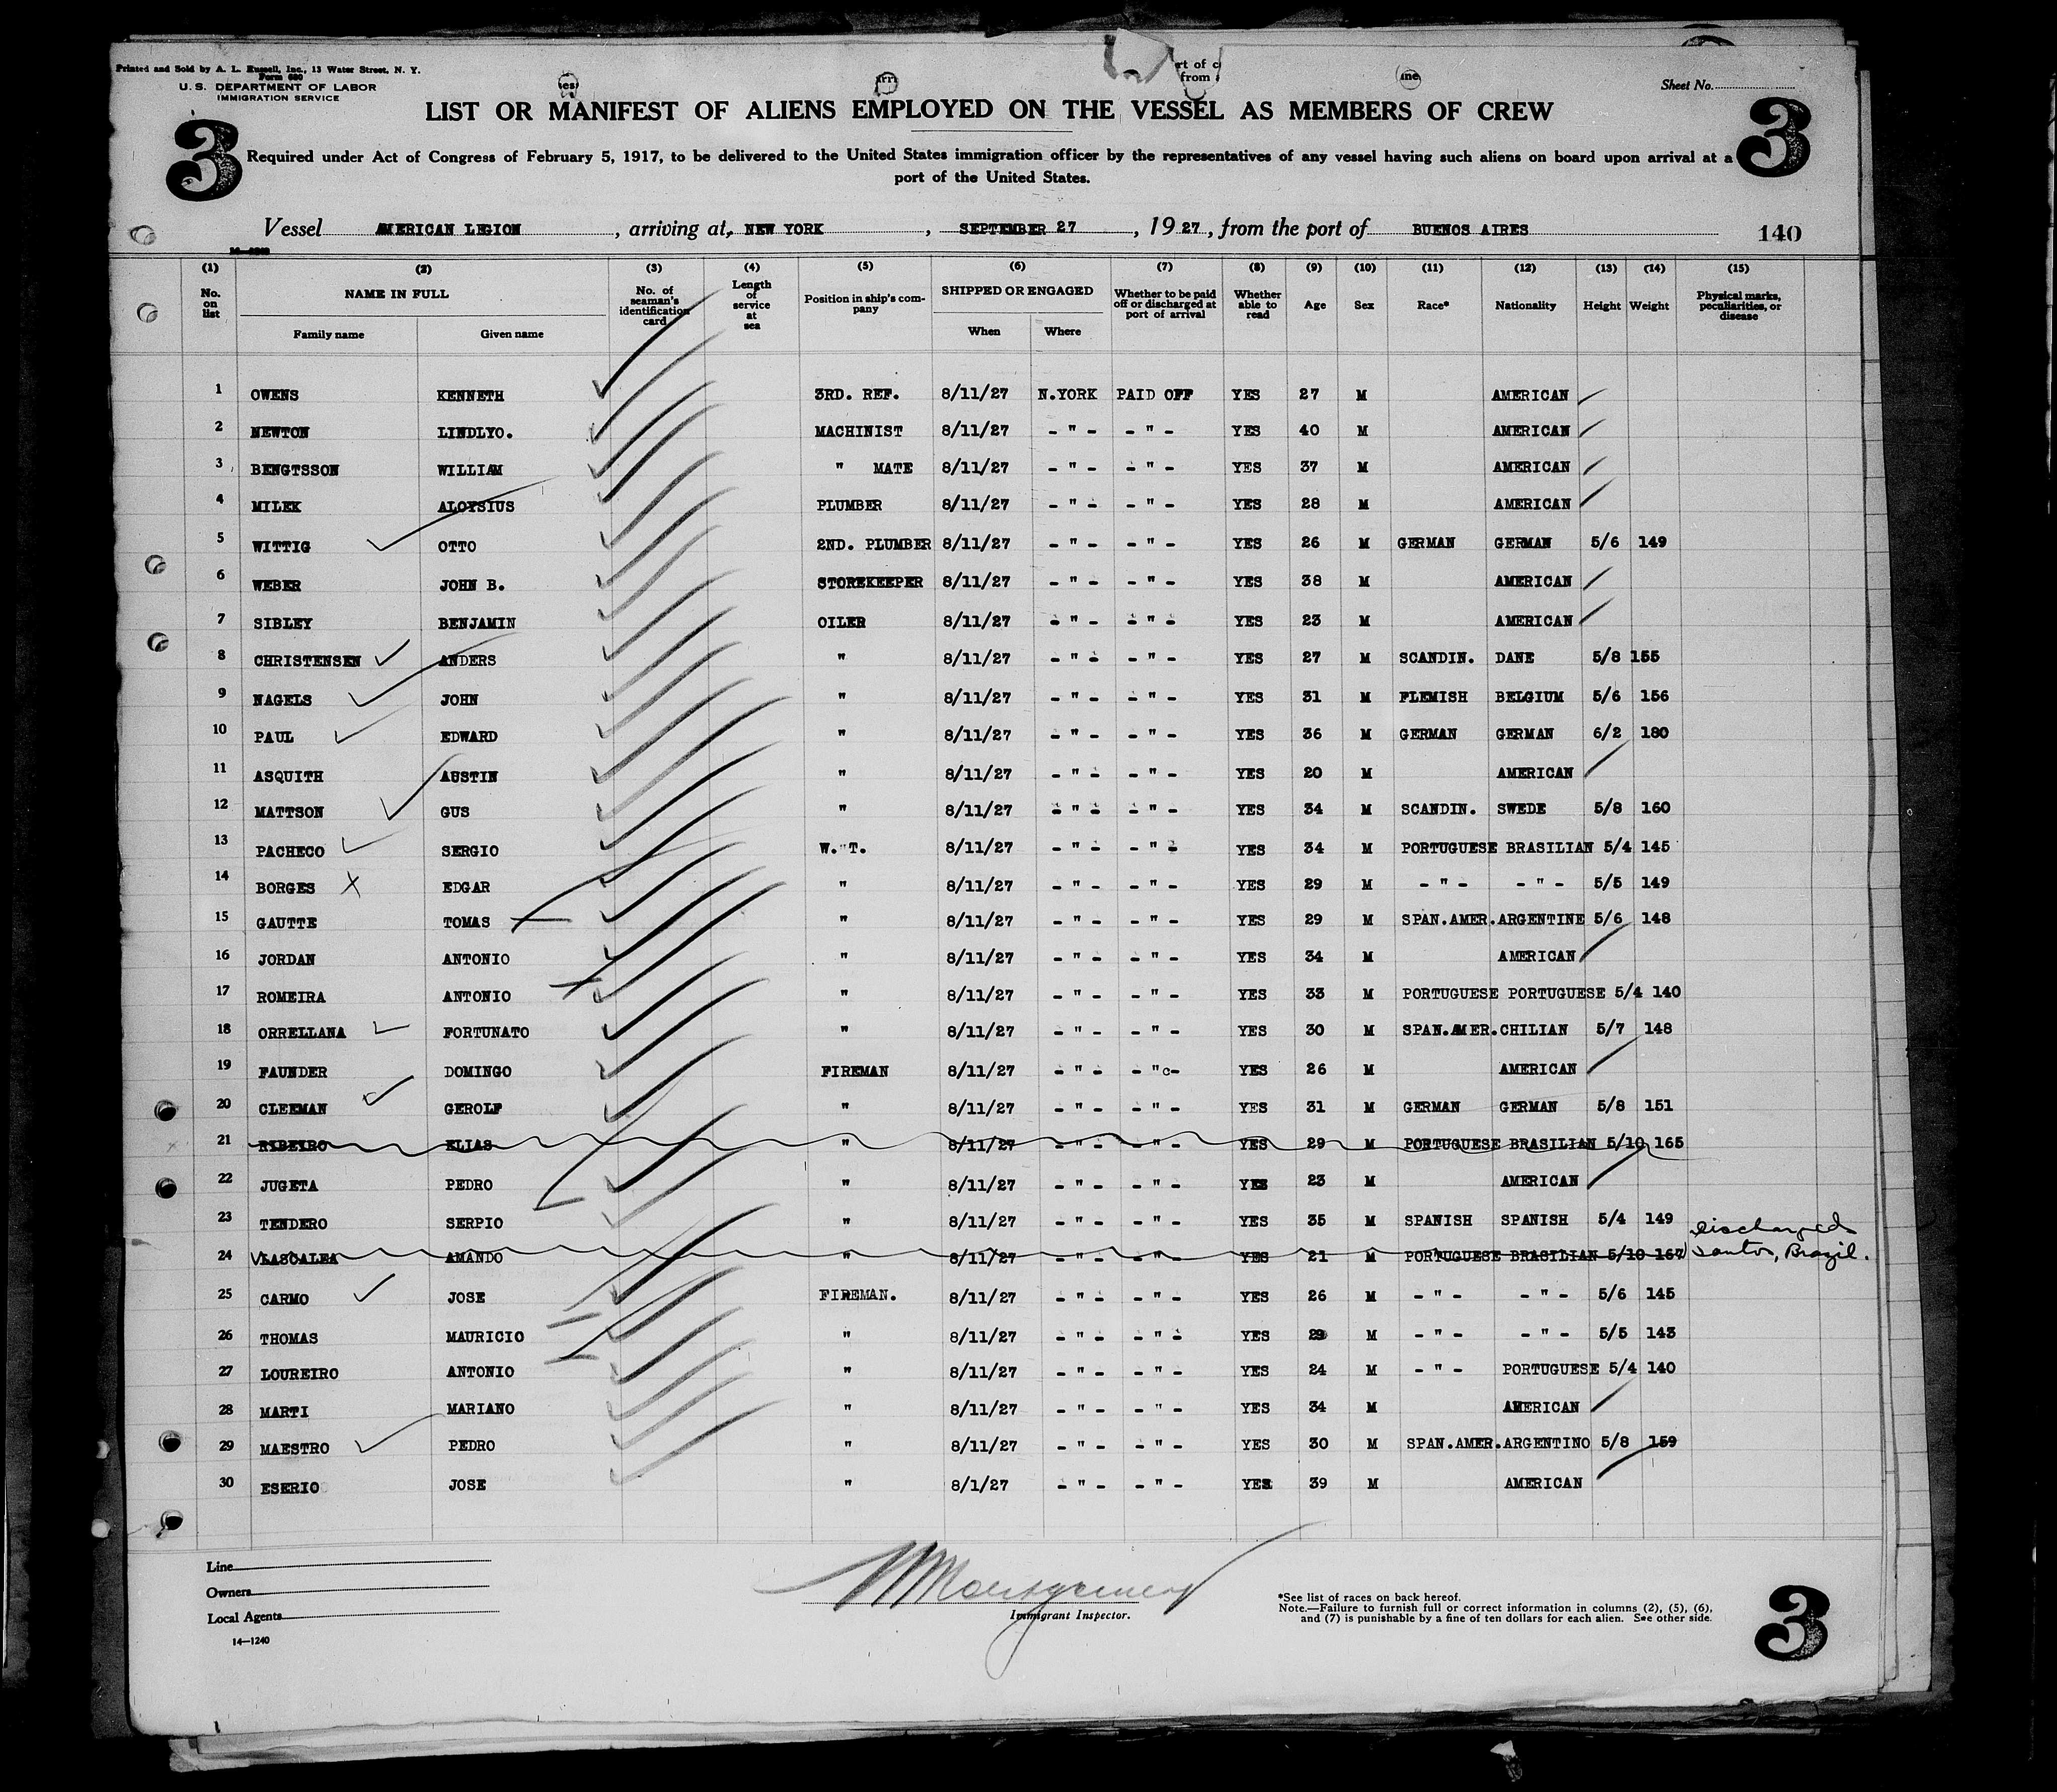 Printed and Sold by A. L. Russell, Inc., 13 Water Street, N. Y.
Form 680
U. S. DEPARTMENT OF LABOR
IMMIGRATION SERVICE
Sheet No.
LIST OR MANIFEST OF ALIENS EMPLOYED ON THE VESSEL AS MEMBERS OF CREW
3 3
Required under Act of Congress of February 5, 1917, to be delivered to the United States immigration officer by the representatives of any vessel having such aliens on board upon arrival at a
port of the United States.
Vessel AMERICAN LEGION, arriving at, NEW YORK, SEPTEMBER 27, 1927, from the port of BUENOS AIRES 140
(1) (2) (3) (4) (5) (6) (7) (8) (9) (10) (11) (12) (13) (14) (15)
No. on list NAME IN FULL No. of seaman's identification card Length of service at sea Position in ship's company SHIPPED OR ENGAGED Whether to be paid off or discharged at port of arrival Whether able to read Age Sex Race* Nationality Height Weight Physical marks, peculiarities, or disease
Family name Given name When Where
1 OWENS KENNETH 3RD. REF. 8/11/27 N.YORK PAID OFF YES 27 M AMERICAN
2 NEWTON LINDLYO. MACHINIST 8/11/27 - " - - " - YES 40 M AMERICAN
3 BENGTSSON WILLIAM " MATE 8/11/27 - " - - " - YES 37 M AMERICAN
4 MILEK ALOYSIUS PLUMBER 8/11/27 - " - - " - YES 28 M AMERICAN
5 WITTIG OTTO 2ND. PLUMBER 8/11/27 - " - - " - YES 26 M GERMAN GERMAN 5/6 149
6 WEBER JOHN B. STOREKEEPER 8/11/27 - " - - " - YES 38 M AMERICAN
7 SIBLEY BENJAMIN OILER 8/11/27 - " - - " - YES 23 M AMERICAN
8 CHRISTENSEN ANDERS " 8/11/27 - " - - " - YES 27 M SCANDIN. DANE 5/8 155
9 NAGELS JOHN " 8/11/27 - " - - " - YES 31 M FLEMISH BELGIUM 5/6 156
10 PAUL EDWARD " 8/11/27 - " - - " - YES 36 M GERMAN GERMAN 6/2 180
11 ASQUITH AUSTIN " 8/11/27 - " - - " - YES 20 M AMERICAN
12 MATTSON GUS " 8/11/27 - " - - " - YES 34 M SCANDIN. SWEDE 5/8 160
13 PACHECO SERGIO W. T. 8/11/27 - " - - " - YES 34 M PORTUGUESE BRASILIAN 5/4 145
14 BORGES X EDGAR " 8/11/27 - " - - " - YES 29 M - " - - " - 5/5 149
15 GAUTTE TOMAS " 8/11/27 - " - - " - YES 29 M SPAN.AMER. ARGENTINE 5/6 148
16 JORDAN ANTONIO " 8/11/27 - " - - " - YES 34 M AMERICAN
17 ROMEIRA ANTONIO " 8/11/27 - " - - " - YES 33 M PORTUGUESE PORTUGUESE 5/4 140
18 ORRELLANA FORTUNATO " 8/11/27 - " - - " - YES 30 M SPAN.AMER. CHILIAN 5/7 148
19 FAUNDER DOMINGO FIREMAN 8/11/27 - " - - "c- YES 26 M AMERICAN
20 CLEEMAN GEROLF " 8/11/27 - " - - " - YES 31 M GERMAN GERMAN 5/8 151
21 RIBEIRO ELIAS " 8/11/27 - " - - " - YES 29 M PORTUGUESE BRASILIAN 5/10 165
22 JUGETA PEDRO " 8/11/27 - " - - " - YES 23 M AMERICAN
23 TENDERO SERPIO " 8/11/27 - " - - " - YES 35 M SPANISH SPANISH 5/4 149
24 LASCALEA AMANDO " 8/11/27 - " - - " - YES 21 M PORTUGUESE BRASILIAN 5/10 167 Discharged Santos, Brazil.
25 CARMO JOSE FIREMAN. 8/11/27 - " - - " - YES 26 M - " - - " - 5/6 145
26 THOMAS MAURICIO " 8/11/27 - " - - " - YES 29 M - " - - " - 5/5 143
27 LOUREIRO ANTONIO " 8/11/27 - " - - " - YES 24 M - " - PORTUGUESE 5/4 140
28 MARTI MARIANO " 8/11/27 - " - - " - YES 34 M AMERICAN
29 MAESTRO PEDRO " 8/11/27 - " - - " - YES 30 M SPAN.AMER. ARGENTINO 5/8 159
30 ESERIO JOSE " 8/1/27 - " - - " - YES 39 M AMERICAN
Line
Owners
Local Agents
14—1240
Montgomery
Immigrant Inspector.
*See list of races on back hereof.
Note.—Failure to furnish full or correct information in columns (2), (5), (6),
and (7) is punishable by a fine of ten dollars for each alien. See other side.
3